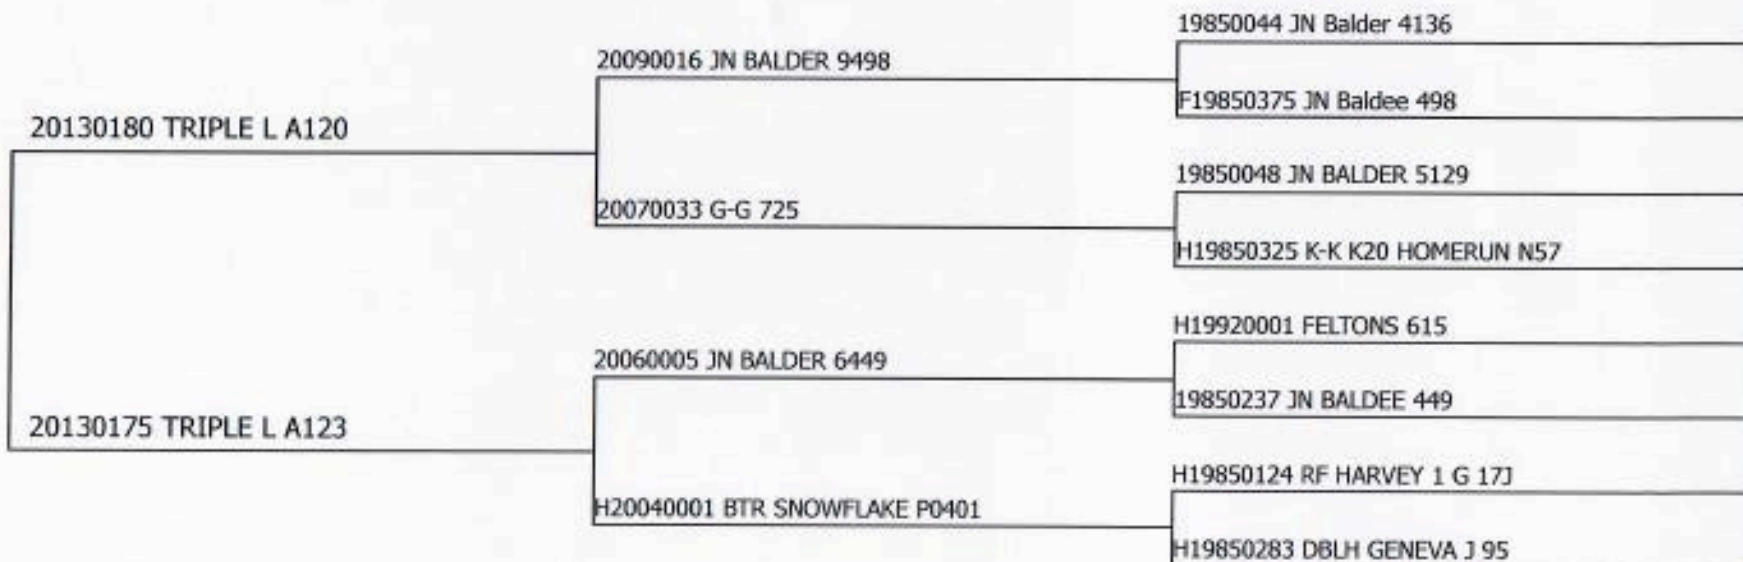 19850044 JN Balder 4136
20090016 JN BALDER 9498
F19850375 JN Baldee 498
20130180 TRIPLE L A120
19850048 JN BALDER 5129
20070033 G-G 725
H19850325 K-K K20 HOMERUN N57
H19920001 FELTONS 615
20060005 JN BALDER 6449
19850237 JN BALDEE 449
20130175 TRIPLE L A123
H19850124 RF HARVEY 1 G 17J
H20040001 BTR SNOWFLAKE P0401
H19850283 DBLH GENEVA J 95